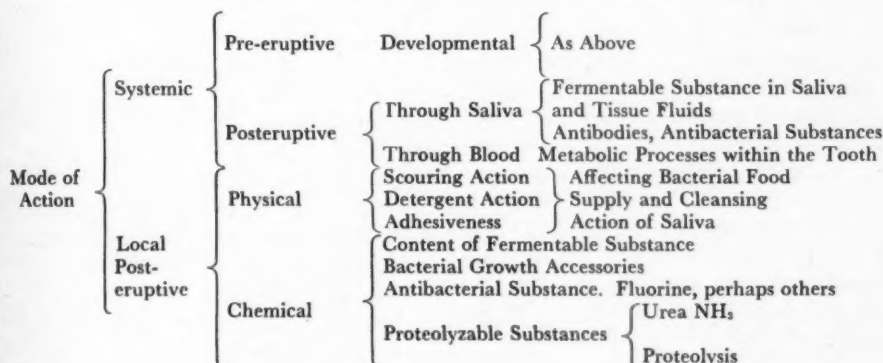 Pre-eruptive Developmental As Above
Systemic
Fermentable Substance in Saliva
Through Saliva and Tissue Fluids
Posteruptive Antibodies, Antibacterial Substances
Through Blood Metabolic Processes within the Tooth
Mode of Action
Scouring Action Affecting Bacterial Food
Physical Detergent Action Supply and Cleansing
Adhesiveness Action of Saliva
Local Post-eruptive
Content of Fermentable Substance
Bacterial Growth Accessories
Antibacterial Substance. Fluorine, perhaps others
Chemical
Urea NH₃
Proteolyzable Substances
Proteolysis